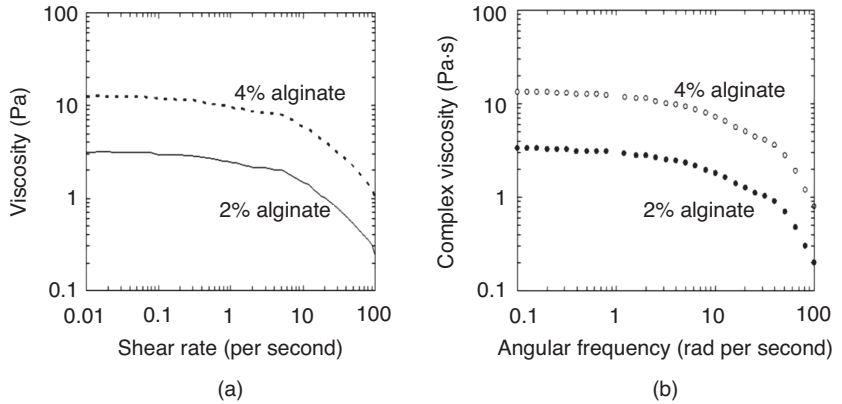 100
10
1
0.1
Viscosity (Pa)
4% alginate
2% alginate
0.01 0.1 1 10 100
Shear rate (per second)
(a)
100
10
1
0.1
Complex viscosity (Pa·s)
4% alginate
2% alginate
0.1 1 10 100
Angular frequency (rad per second)
(b)